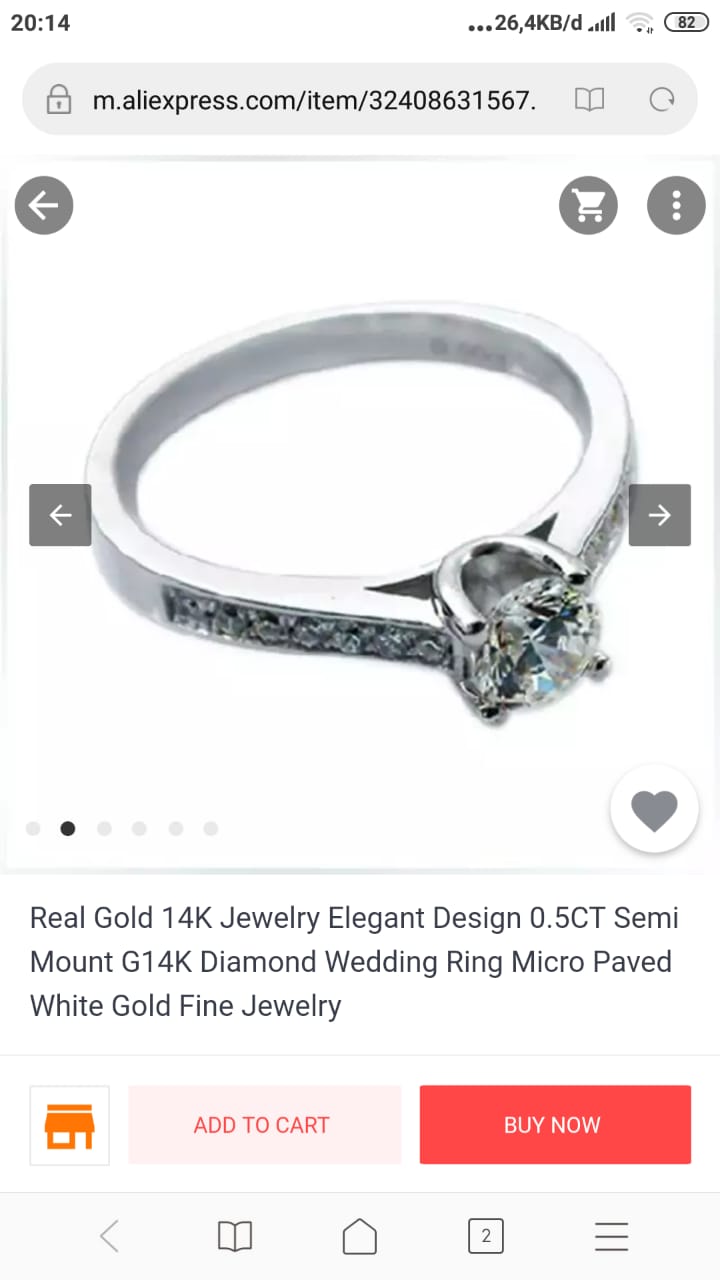 20:14
...26,4KB/d
82
m.aliexpress.com/item/32408631567.
Real Gold 14K Jewelry Elegant Design 0.5CT Semi
Mount G14K Diamond Wedding Ring Micro Paved
White Gold Fine Jewelry
ADD TO CART
BUY NOW
2